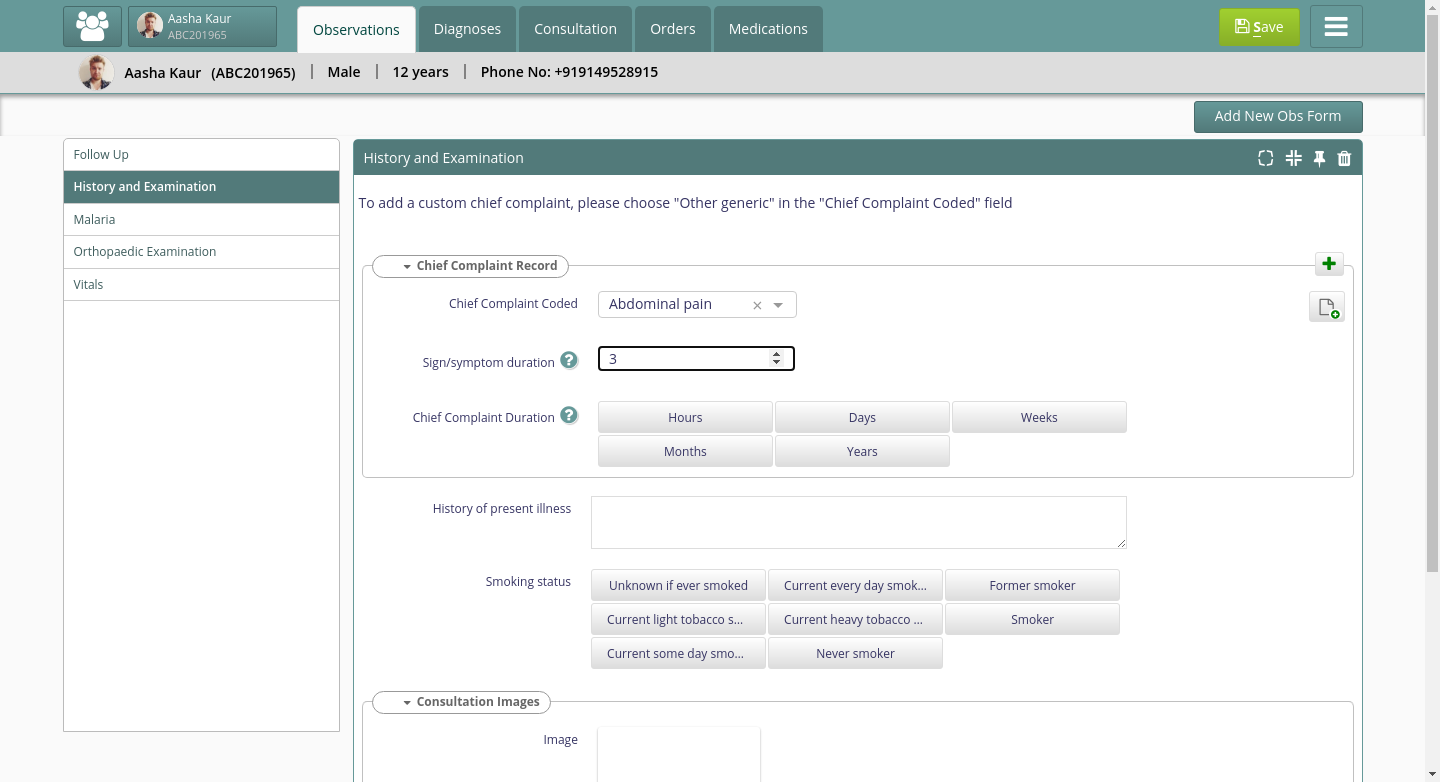 Aasha Kaur
ABC201965
Observations
Diagnoses
Consultation
Orders
Medications
Save
Aasha Kaur (ABC201965) | Male | 12 years | Phone No: +919149528915
Add New Obs Form
Follow Up
History and Examination
Malaria
Orthopaedic Examination
Vitals
History and Examination
To add a custom chief complaint, please choose "Other generic" in the "Chief Complaint Coded" field
Chief Complaint Record
Chief Complaint Coded
Abdominal pain
Sign/symptom duration ?
3
Chief Complaint Duration ?
Hours
Days
Weeks
Months
Years
History of present illness
Smoking status
Unknown if ever smoked
Current every day smok...
Former smoker
Current light tobacco s...
Current heavy tobacco ...
Smoker
Current some day smo...
Never smoker
Consultation Images
Image